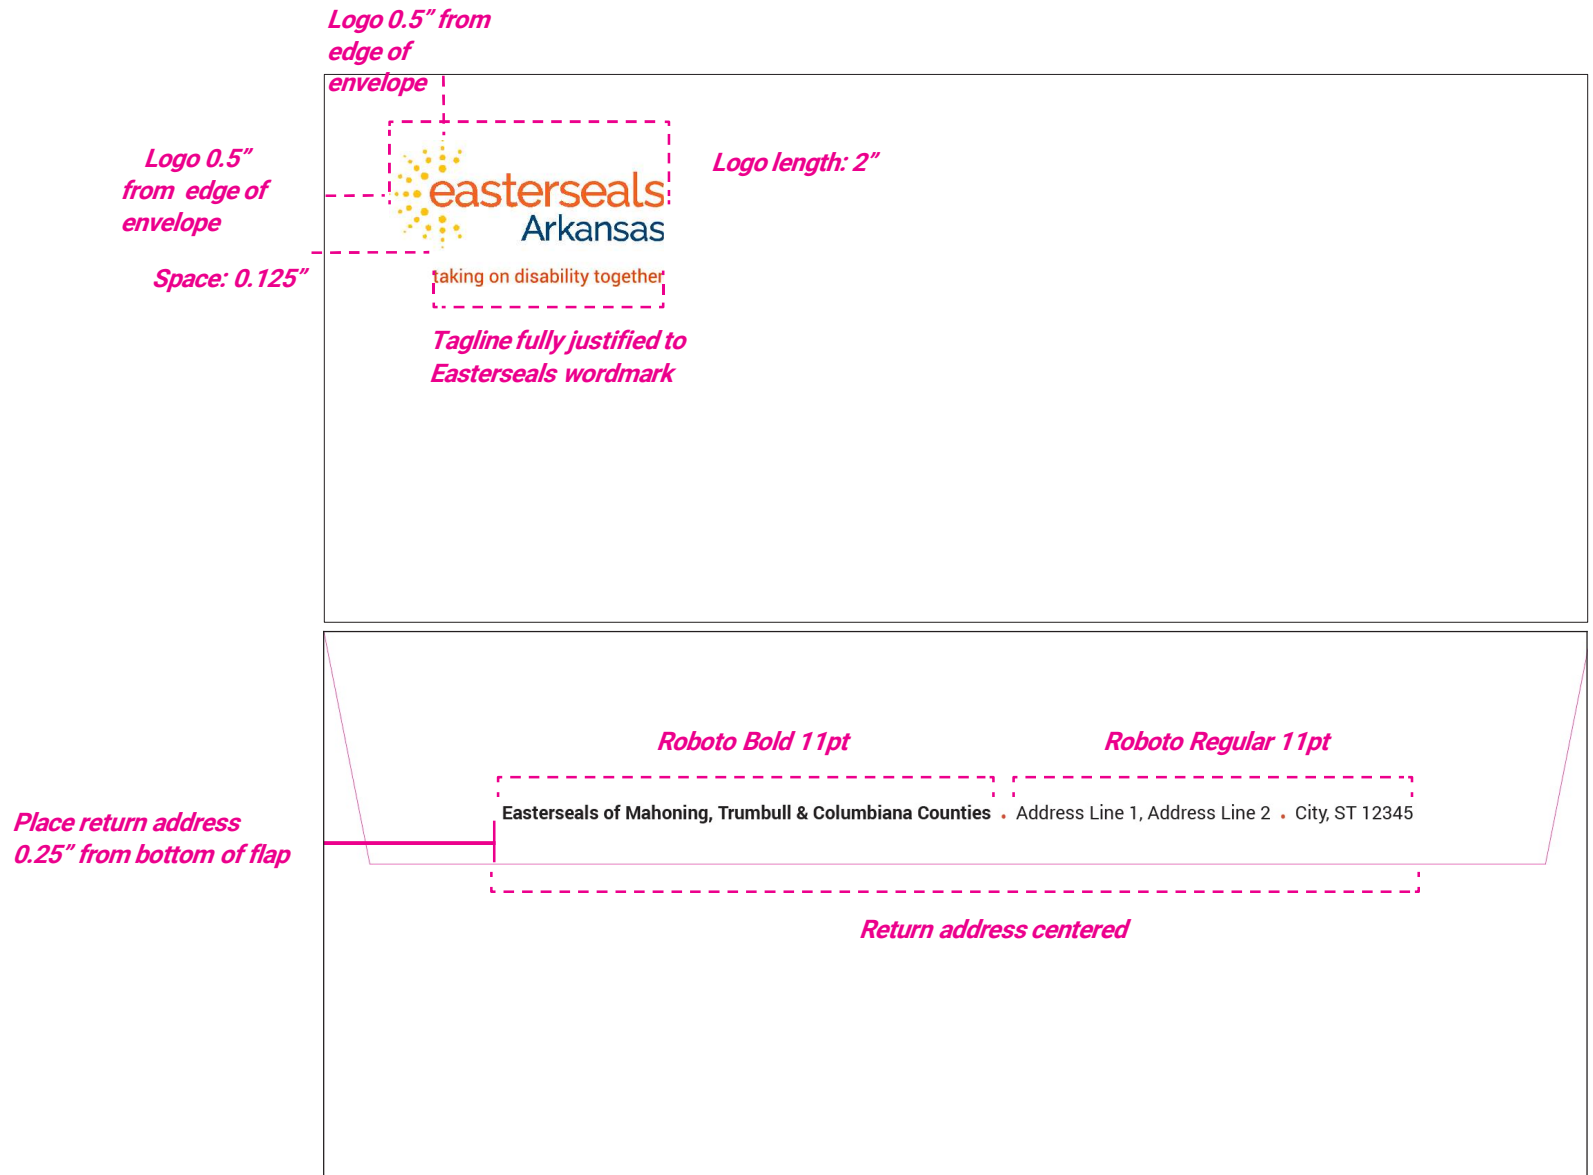 Logo 0.5” from
edge of
envelope
Logo 0.5”
from edge of
envelope
Logo length: 2”
easterseals
Arkansas
Space: 0.125”
taking on disability together
Tagline fully justified to
Easterseals wordmark
Roboto Bold 11pt
Roboto Regular 11pt
Easterseals of Mahoning, Trumbull & Columbiana Counties • Address Line 1, Address Line 2 • City, ST 12345
Place return address
0.25” from bottom of flap
Return address centered